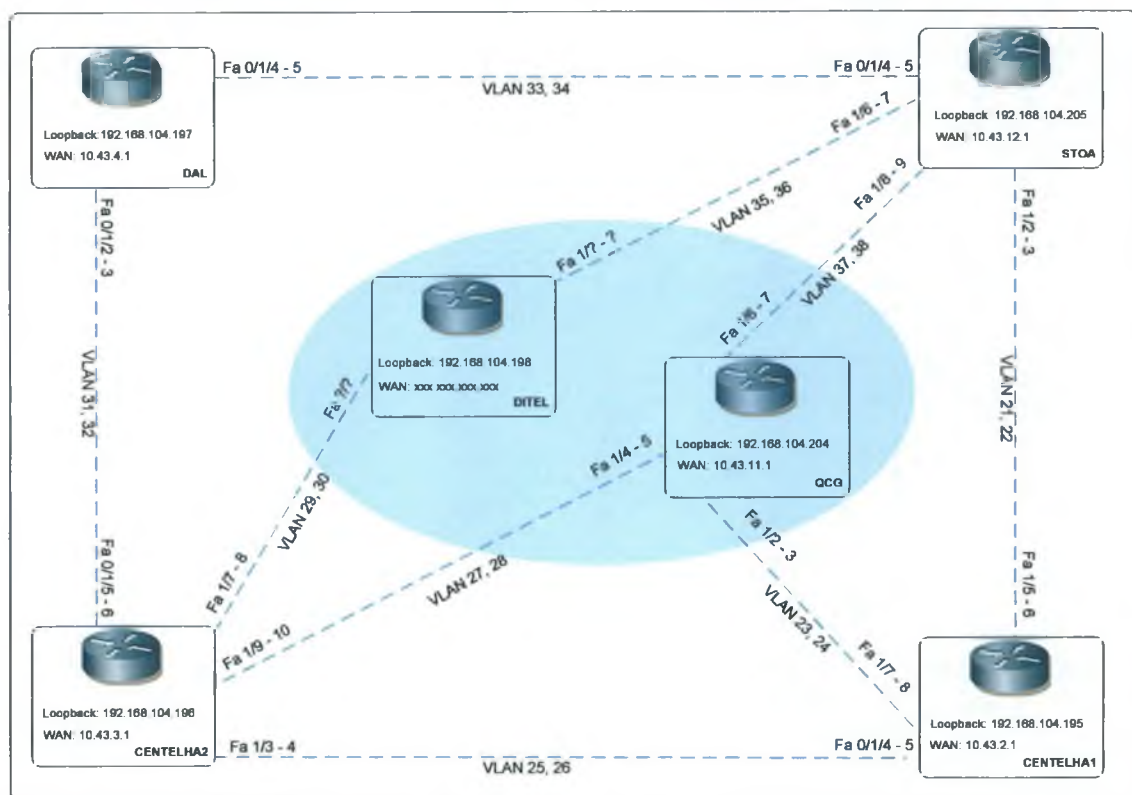 Fa 0/1/4 - 5
VLAN 33, 34
Fa 0/1/4 - 5
Loopback: 192.168.104.197
WAN: 10.43.4.1
DAL
Loopback: 192.168.104.205
WAN: 10.43.12.1
STOA
Fa 1/6 - 7
VLAN 35, 36
Fa 1/? - ?
Fa 1/8 - 9
VLAN 37, 38
Fa 1/6 - 7
Fa 0/1/2 - 3
VLAN 31, 32
Fa 0/1/5 - 6
Fa 1/2 - 3
VLAN 21, 22
Fa 1/5 - 6
Loopback: 192.168.104.198
WAN: xxx.xxx.xxx.xxx
DITEL
Loopback: 192.168.104.204
WAN: 10.43.11.1
QCG
Fa ?/?
VLAN 29, 30
Fa 1/7 - 8
Fa 1/4 - 5
VLAN 27, 28
Fa 1/9 - 10
Fa 1/2 - 3
VLAN 23, 24
Fa 1/7 - 8
Loopback: 192.168.104.196
WAN: 10.43.3.1
CENTELHA2
Fa 1/3 - 4
VLAN 25, 26
Fa 0/1/4 - 5
Loopback: 192.168.104.195
WAN: 10.43.2.1
CENTELHA1